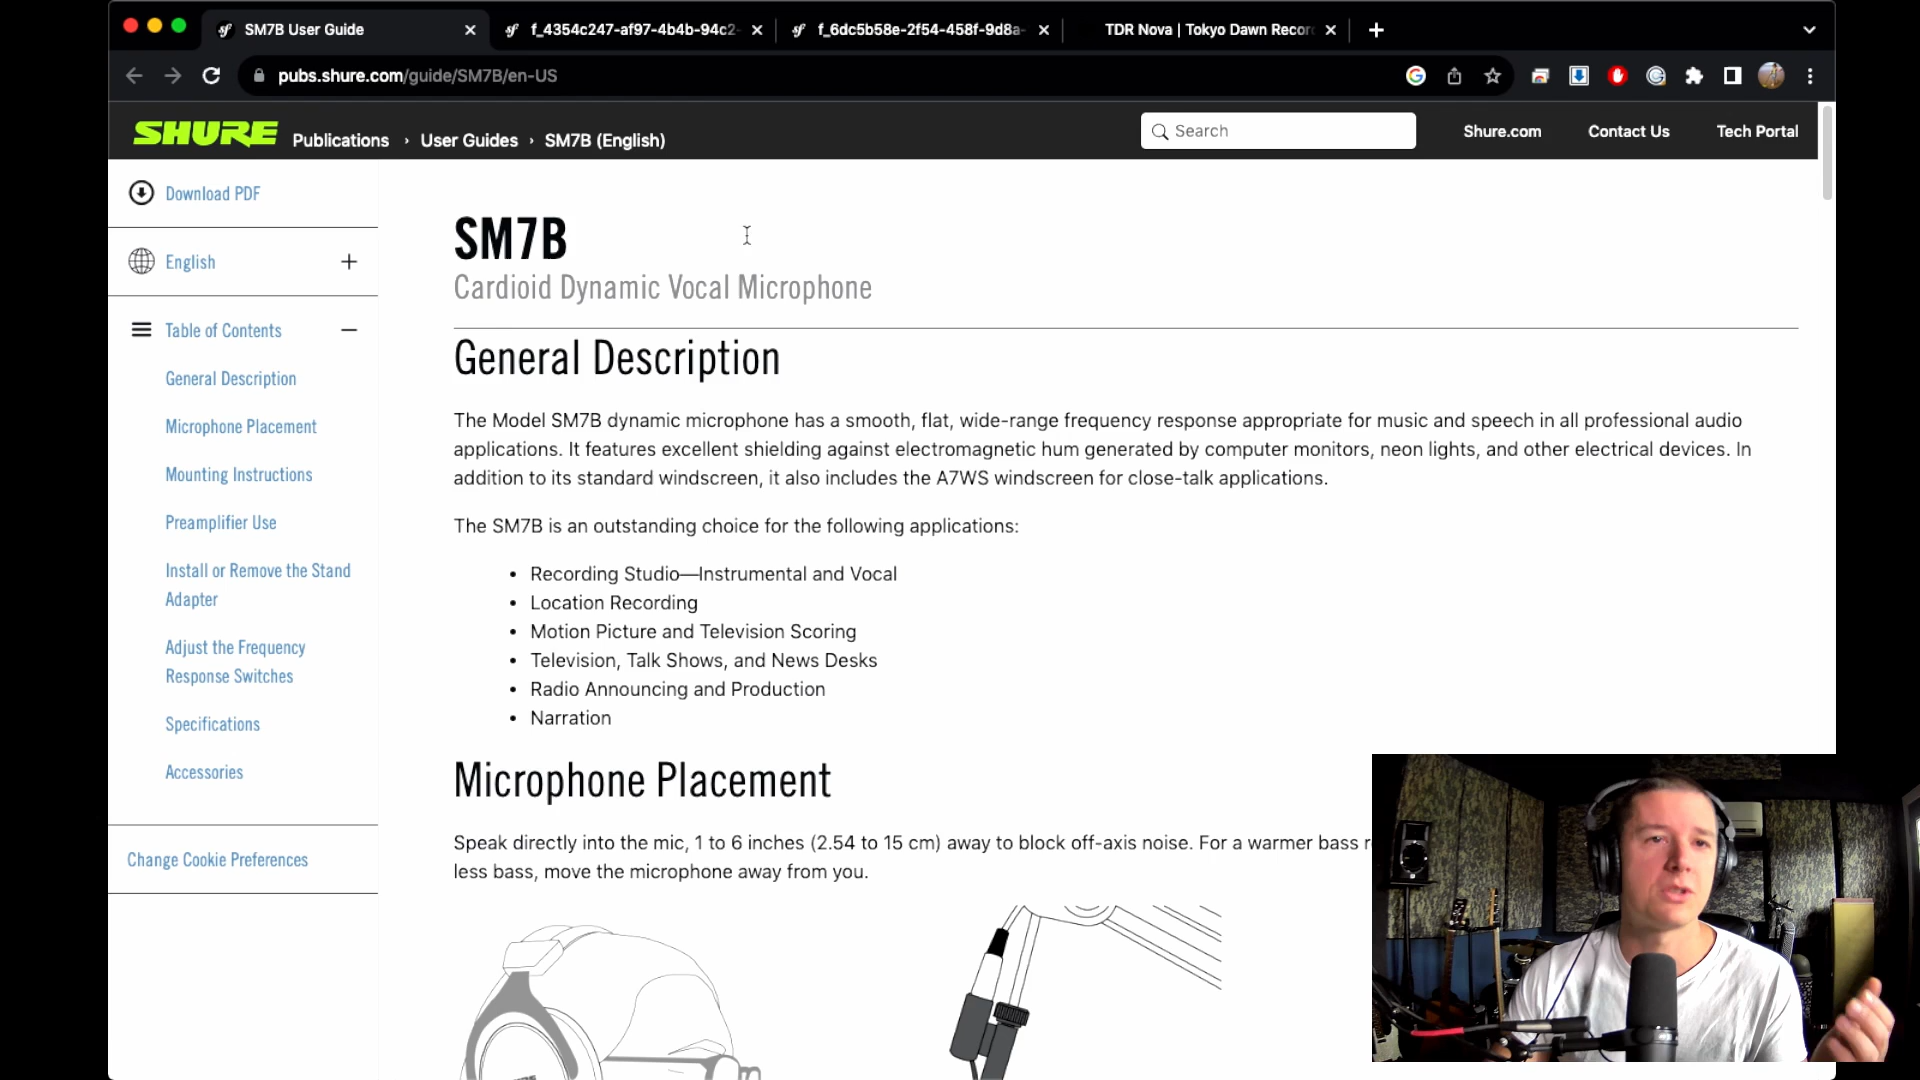 SM7B User Guide
f_4354c247-af97-4b4b-94c2-
f_6dc5b58e-2f54-458f-9d8a-
TDR Nova | Tokyo Dawn Recor
pubs.shure.com/guide/SM7B/en-US
SHURE
Publications › User Guides › SM7B (English)
Search
Shure.com
Contact Us
Tech Portal
Download PDF
English
Table of Contents
General Description
Microphone Placement
Mounting Instructions
Preamplifier Use
Install or Remove the Stand
Adapter
Adjust the Frequency
Response Switches
Specifications
Accessories
Change Cookie Preferences
SM7B
Cardioid Dynamic Vocal Microphone
General Description
The Model SM7B dynamic microphone has a smooth, flat, wide-range frequency response appropriate for music and speech in all professional audio
applications. It features excellent shielding against electromagnetic hum generated by computer monitors, neon lights, and other electrical devices. In
addition to its standard windscreen, it also includes the A7WS windscreen for close-talk applications.
The SM7B is an outstanding choice for the following applications:
• Recording Studio—Instrumental and Vocal
• Location Recording
• Motion Picture and Television Scoring
• Television, Talk Shows, and News Desks
• Radio Announcing and Production
• Narration
Microphone Placement
Speak directly into the mic, 1 to 6 inches (2.54 to 15 cm) away to block off-axis noise. For a warmer bass r
less bass, move the microphone away from you.